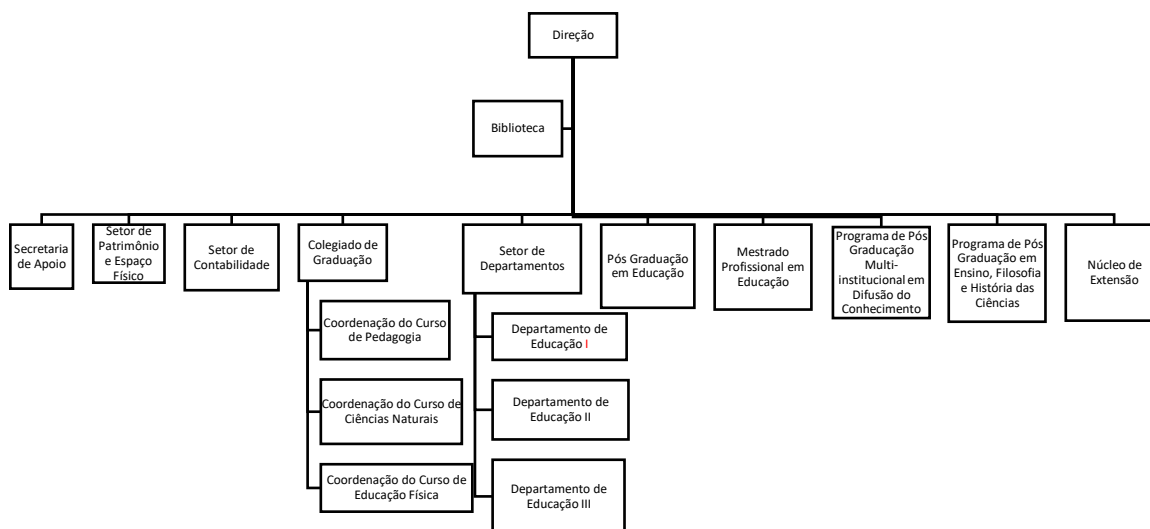 Direção
Biblioteca
Secretaria
de Apoio
Setor de
Patrimônio
e Espaço
Físico
Setor de
Contabilidade
Colegiado de
Graduação
Setor de
Departamentos
Pós Graduação
em Educação
Mestrado
Profissional em
Educação
Programa de Pós
Graducação
Multi-
institucional em
Difusão do
Conhecimento
Programa de Pós
Graduação em
Ensino, Filosofia
e História das
Ciências
Núcleo de
Extensão
Coordenação do Curso
de Pedagogia
Coordenação do Curso de
Ciências Naturais
Coordenação do Curso de
Educação Física
Departamento de
Educação I
Departamento de
Educação II
Departamento de
Educação III